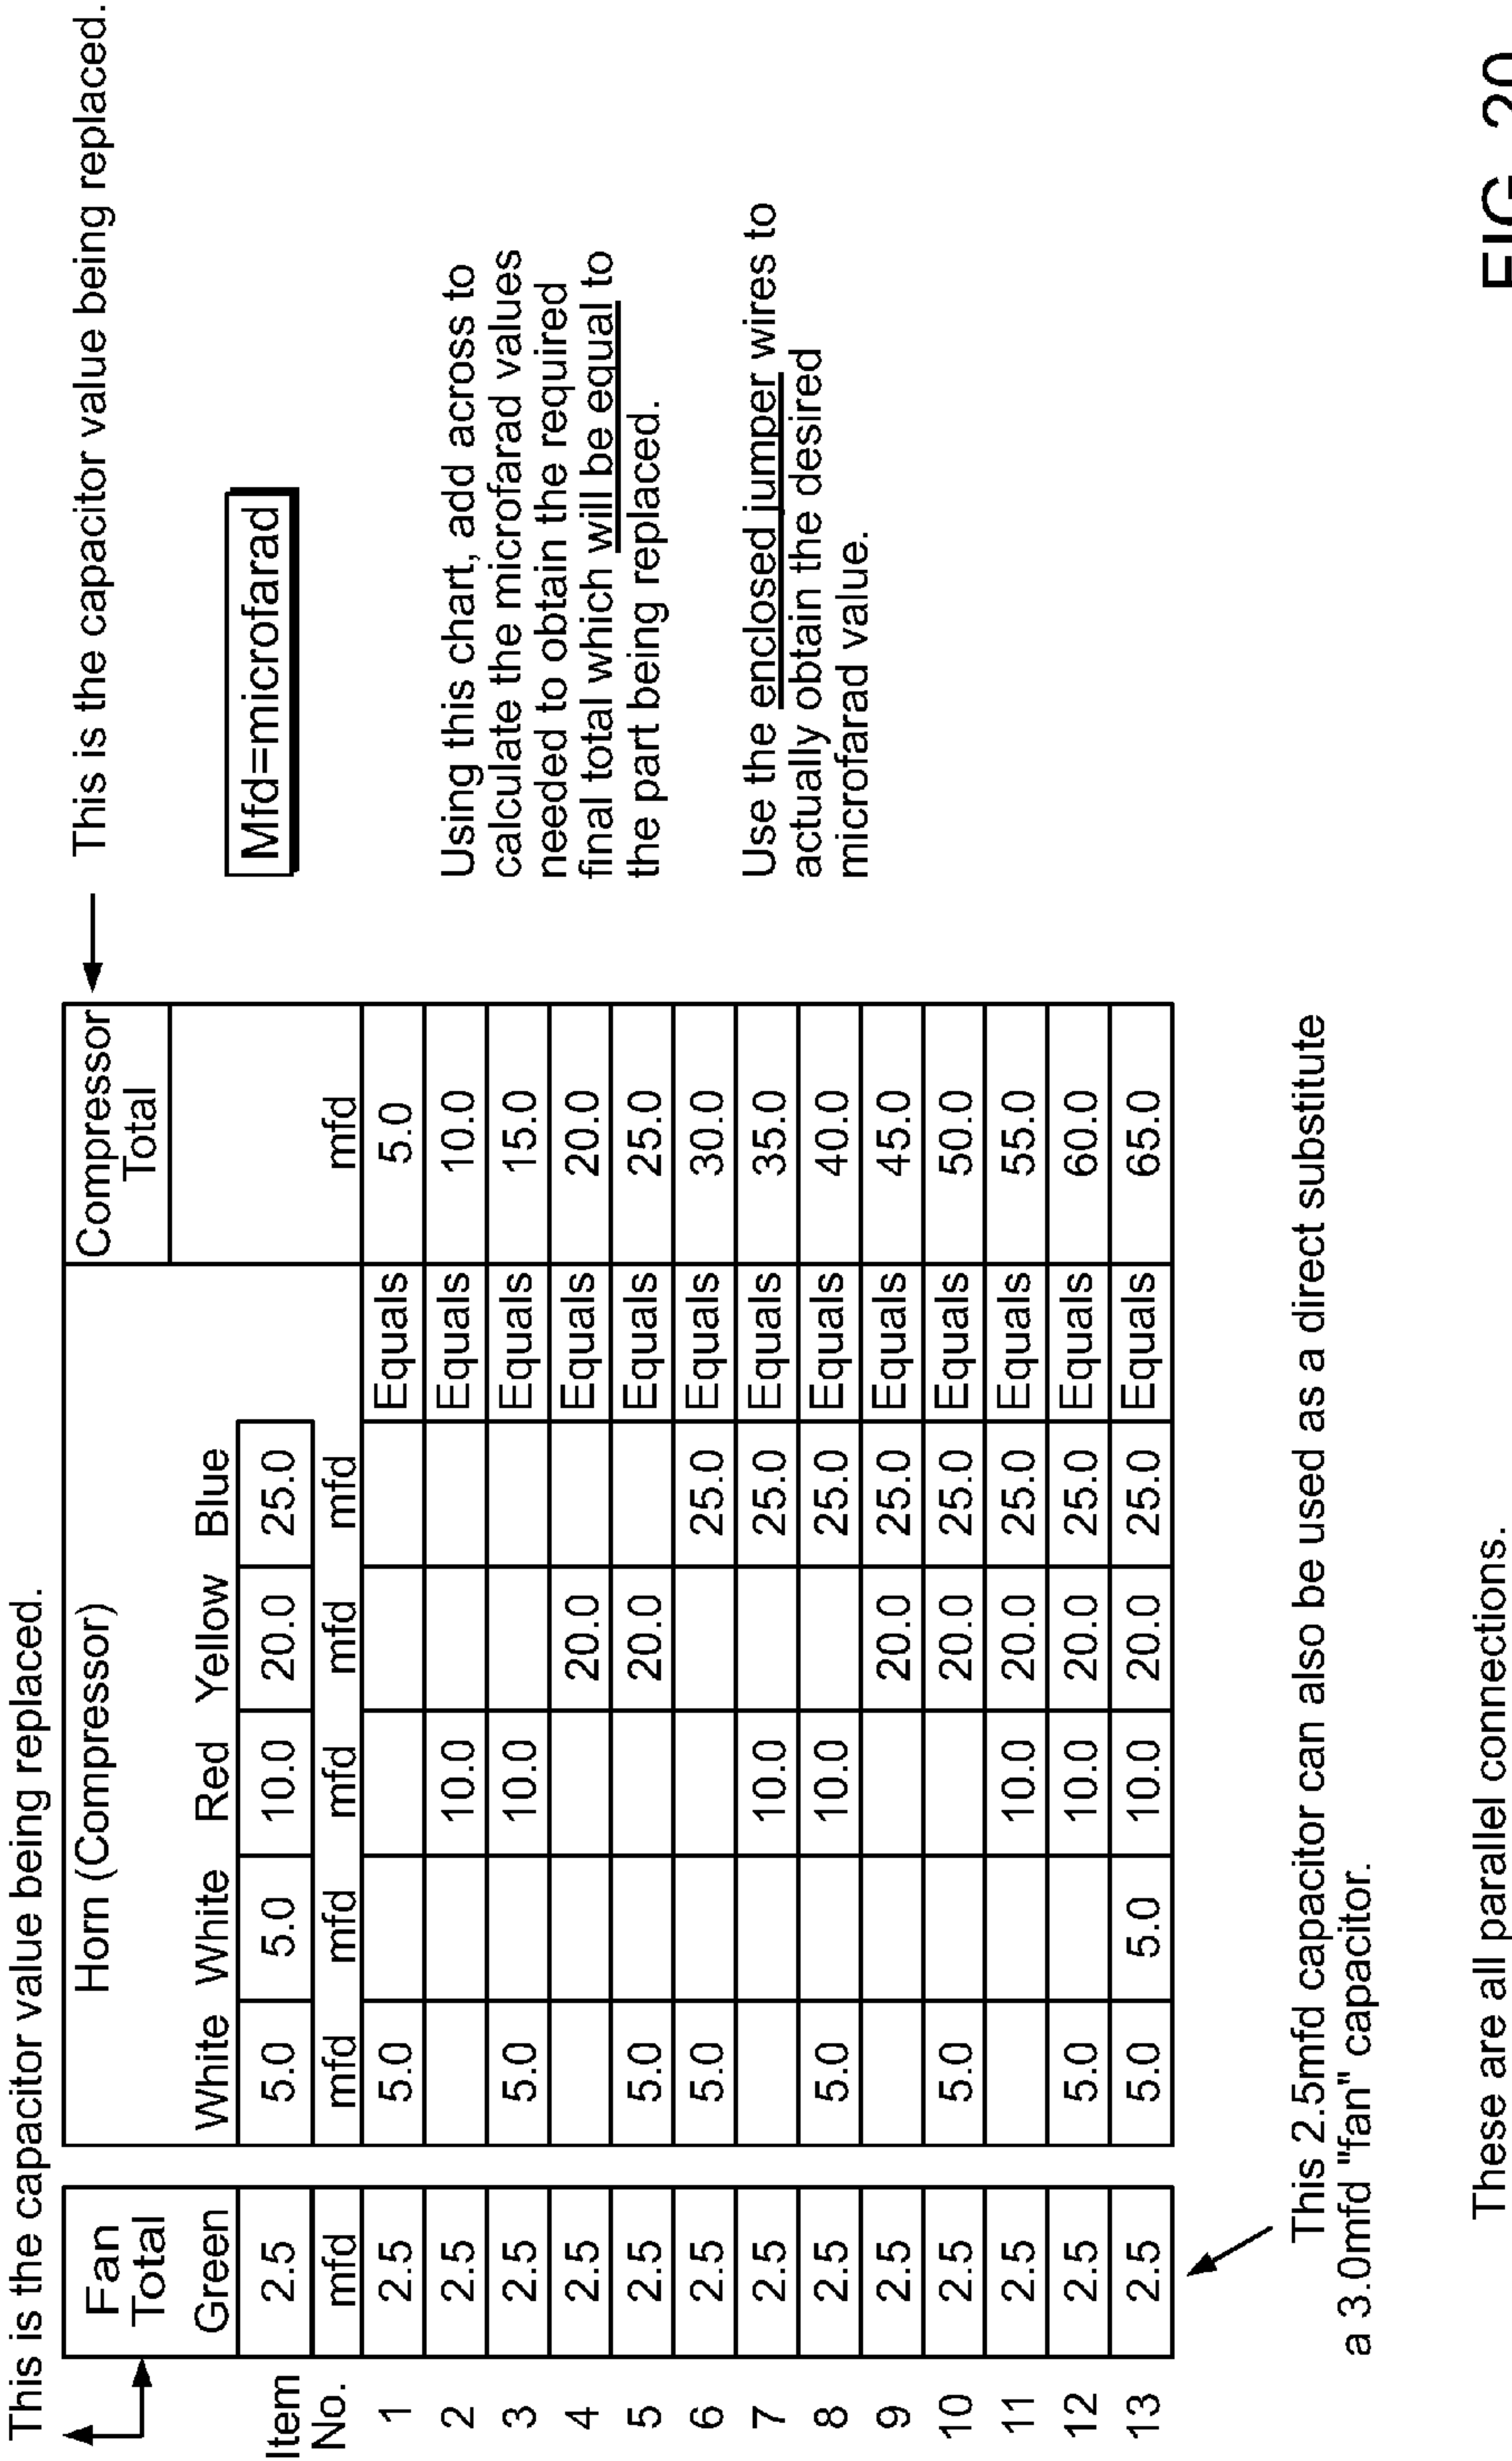 This is the capacitor value being replaced.
This is the capacitor value being replaced.
Fan Total Horn (Compressor) Compressor Total
Green White White Red Yellow Blue
Item 2.5 5.0 5.0 10.0 20.0 25.0
No. mfd mfd mfd mfd mfd mfd mfd
1 2.5 5.0 Equals 5.0
2 2.5 10.0 Equals 10.0
3 2.5 5.0 10.0 Equals 15.0
4 2.5 20.0 Equals 20.0
5 2.5 5.0 20.0 Equals 25.0
6 2.5 5.0 25.0 Equals 30.0
7 2.5 10.0 25.0 Equals 35.0
8 2.5 5.0 10.0 25.0 Equals 40.0
9 2.5 20.0 25.0 Equals 45.0
10 2.5 5.0 20.0 25.0 Equals 50.0
11 2.5 10.0 20.0 25.0 Equals 55.0
12 2.5 5.0 10.0 20.0 25.0 Equals 60.0
13 2.5 5.0 5.0 10.0 20.0 25.0 Equals 65.0
Mfd=microfarad
Using this chart, add across to
calculate the microfarad values
needed to obtain the required
final total which will be equal to
the part being replaced.
Use the enclosed jumper wires to
actually obtain the desired
microfarad value.
This 2.5mfd capacitor can also be used as a direct substitute
a 3.0mfd "fan" capacitor.
These are all parallel connections.
FIG. 20